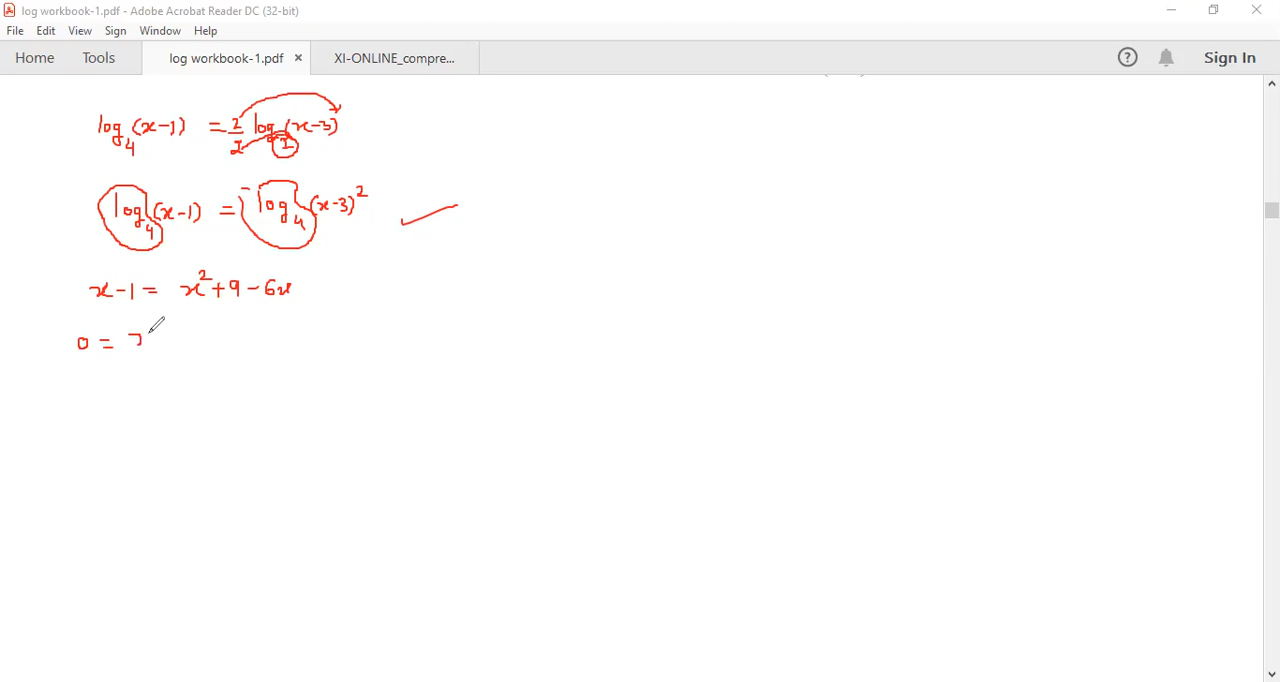 log workbook-1.pdf - Adobe Acrobat Reader DC (32-bit)
File Edit View Sign Window Help
Home Tools log workbook-1.pdf × XI-ONLINE_compre... ? Sign In
log₄(x-1) = 2/2 log₂(x-3)
log₄(x-1) = log₄(x-3)²
x-1 = x²+9-6x
0 =